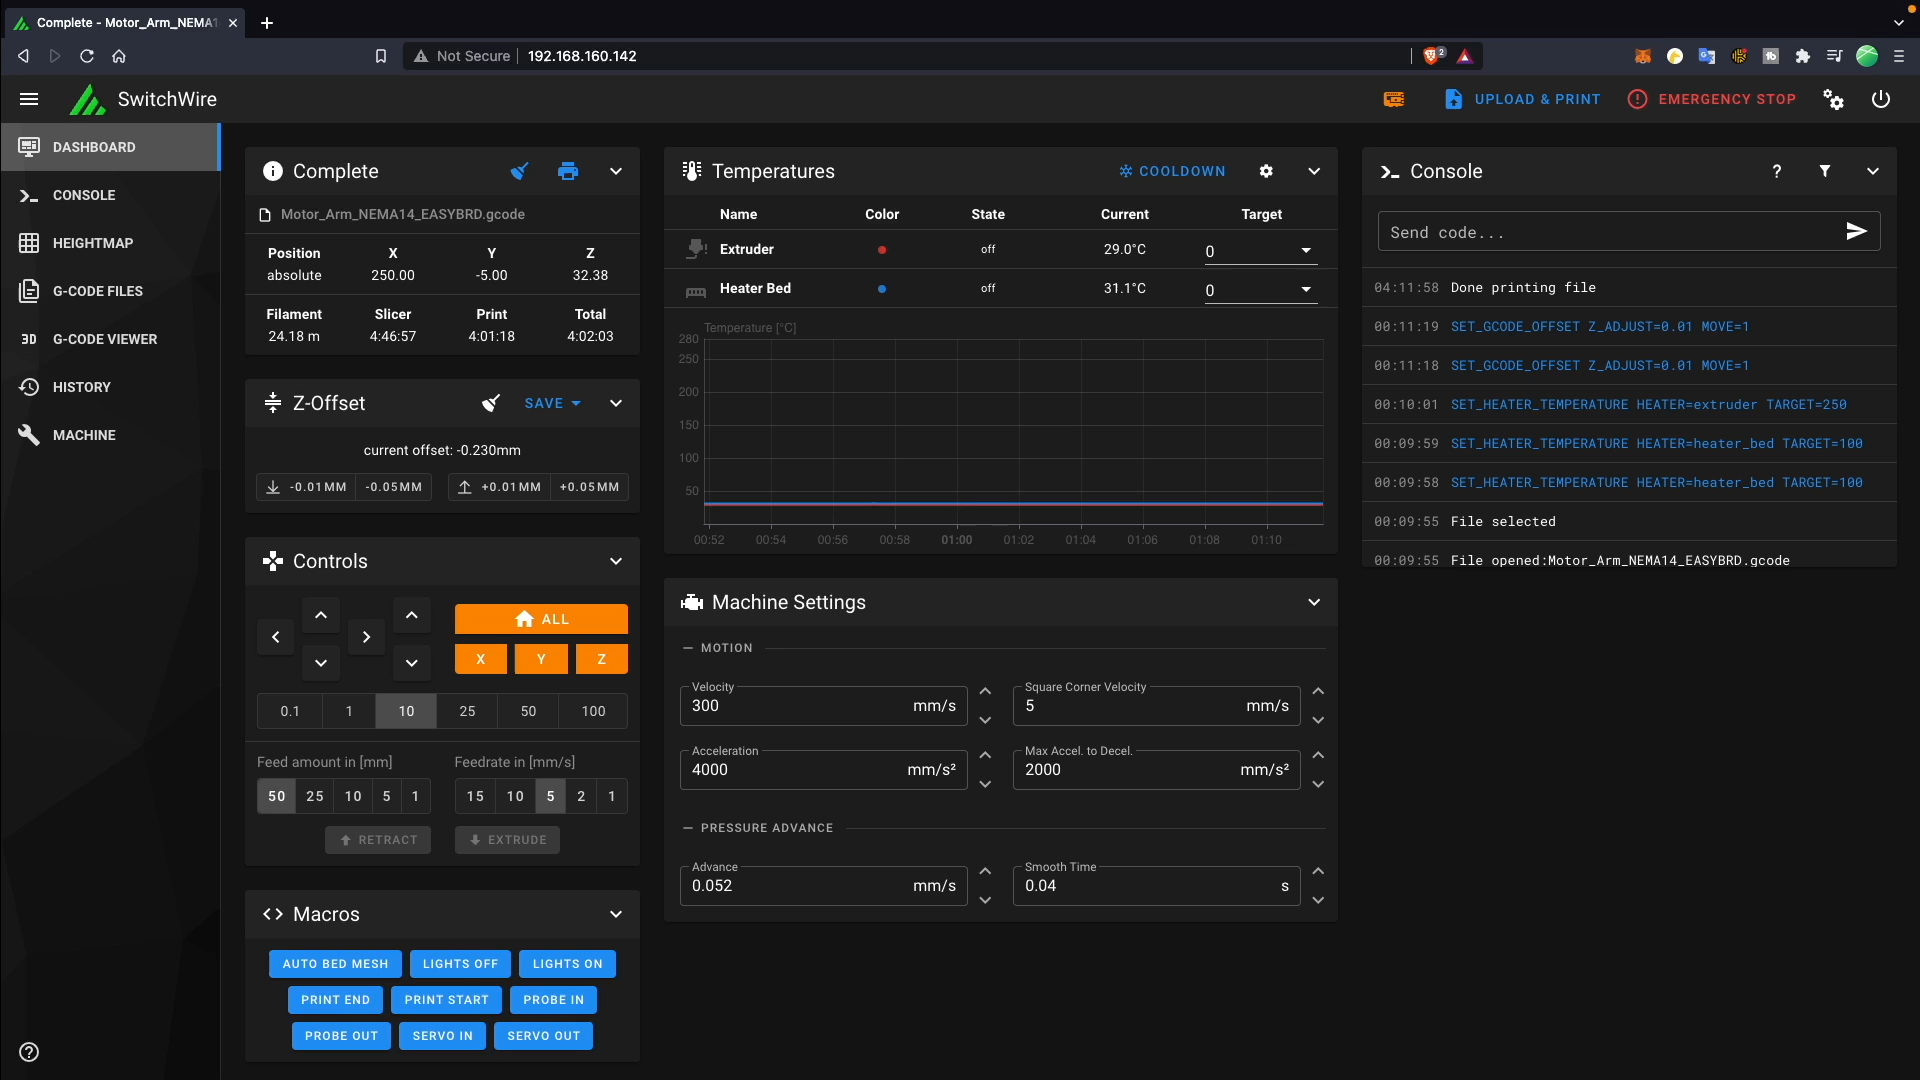 Complete - Motor_Arm_NEMA1
Not Secure
192.168.160.142
2
SwitchWire
UPLOAD & PRINT
EMERGENCY STOP
DASHBOARD
CONSOLE
HEIGHTMAP
G-CODE FILES
3D G-CODE VIEWER
HISTORY
MACHINE
Complete
Motor_Arm_NEMA14_EASYBRD.gcode
Position X Y Z
absolute 250.00 -5.00 32.38
Filament Slicer Print Total
24.18 m 4:46:57 4:01:18 4:02:03
Z-Offset
SAVE
current offset: -0.230mm
-0.01MM -0.05MM +0.01MM +0.05MM
Controls
ALL
X Y Z
0.1 1 10 25 50 100
Feed amount in [mm] Feedrate in [mm/s]
50 25 10 5 1 15 10 5 2 1
RETRACT EXTRUDE
Macros
AUTO BED MESH LIGHTS OFF LIGHTS ON
PRINT END PRINT START PROBE IN
PROBE OUT SERVO IN SERVO OUT
Temperatures
COOLDOWN
Name Color State Current Target
Extruder off 29.0°C 0
Heater Bed off 31.1°C 0
Temperature [°C]
280
250
200
150
100
50
00:52 00:54 00:56 00:58 01:00 01:02 01:04 01:06 01:08 01:10
Machine Settings
MOTION
Velocity Square Corner Velocity
300 mm/s 5 mm/s
Acceleration Max Accel. to Decel.
4000 mm/s² 2000 mm/s²
PRESSURE ADVANCE
Advance Smooth Time
0.052 mm/s 0.04 s
Console
?
Send code...
04:11:58 Done printing file
00:11:19 SET_GCODE_OFFSET Z_ADJUST=0.01 MOVE=1
00:11:18 SET_GCODE_OFFSET Z_ADJUST=0.01 MOVE=1
00:10:01 SET_HEATER_TEMPERATURE HEATER=extruder TARGET=250
00:09:59 SET_HEATER_TEMPERATURE HEATER=heater_bed TARGET=100
00:09:58 SET_HEATER_TEMPERATURE HEATER=heater_bed TARGET=100
00:09:55 File selected
00:09:55 File opened:Motor_Arm_NEMA14_EASYBRD.gcode